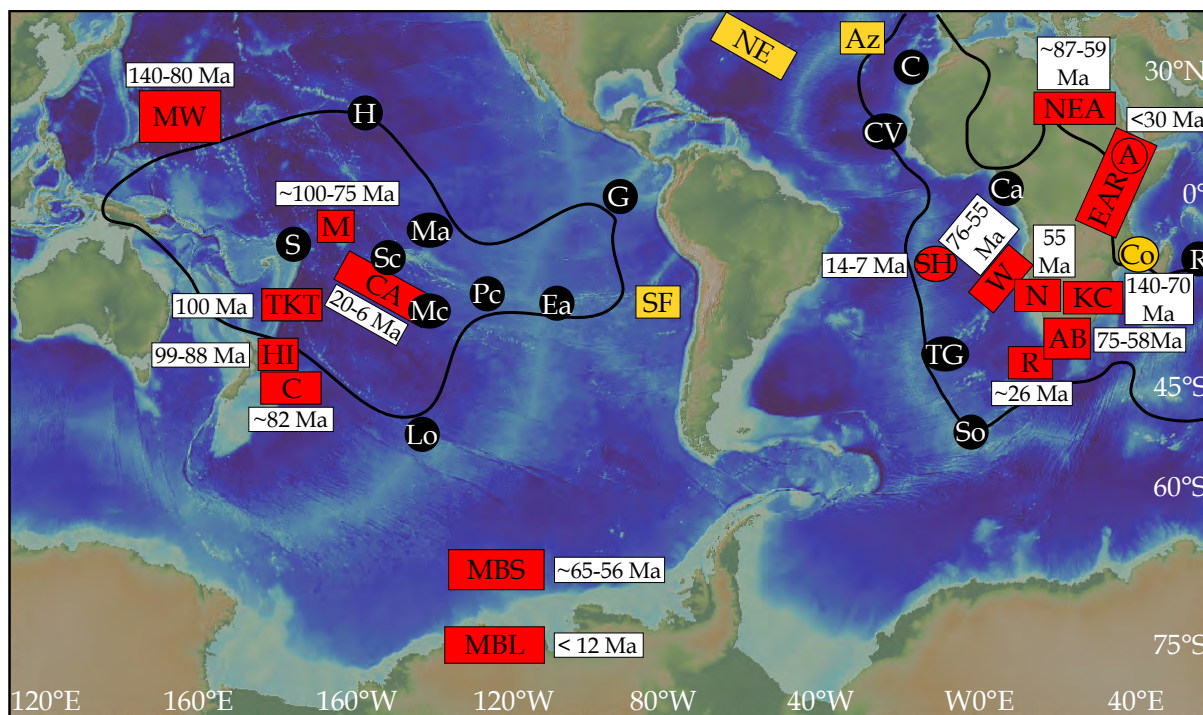 NE
Az
C
~87-59
Ma
30°N
140-80 Ma
MW
H
CV
NEA
<30 Ma
A
EAR
~100-75 Ma
M
S
Ma
Sc
G
Ca
0°
76-55
Ma
55
Ma
14-7 Ma
SH
W
Co
R
100 Ma
TKT
CA
20-6 Ma
Mc
Pc
Ea
SF
N
KC
140-70
Ma
99-88 Ma
HI
TG
AB
75-58Ma
R
C
~82 Ma
~26 Ma
45°S
Lo
So
60°S
MBS
~65-56 Ma
MBL
< 12 Ma
75°S
120°E
160°E
160°W
120°W
80°W
40°W
W0°E
40°E